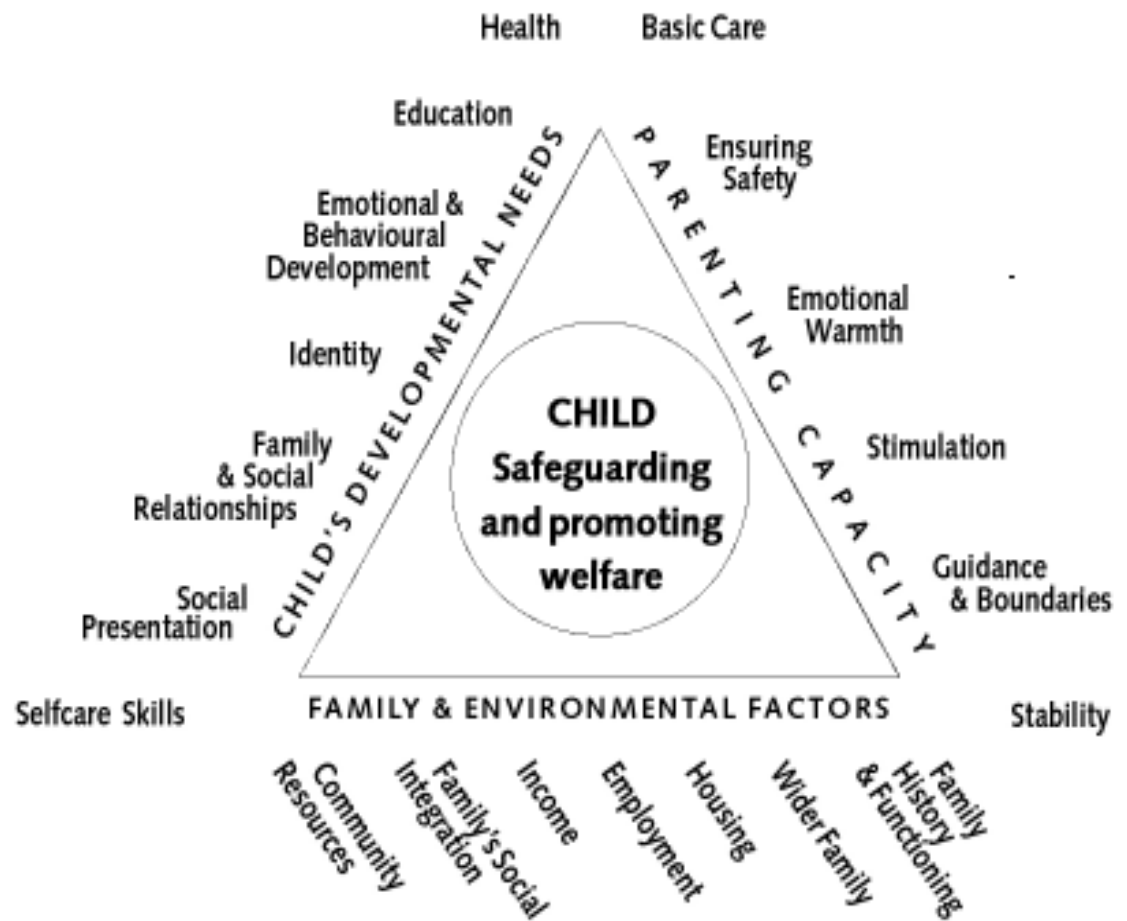 Health
Education
Emotional &
Behavioural
Development
Identity
Family
& Social
Relationships
Social
Presentation
Selfcare Skills
CHILD'S DEVELOPMENTAL NEEDS
Basic Care
Ensuring
Safety
Emotional
Warmth
Stimulation
Guidance
& Boundaries
Stability
PARENTING CAPACITY
CHILD
Safeguarding
and promoting
welfare
FAMILY & ENVIRONMENTAL FACTORS
Community
Resources
Family's Social
Integration
Income
Employment
Housing
Wider Family
Family
History
& Functioning